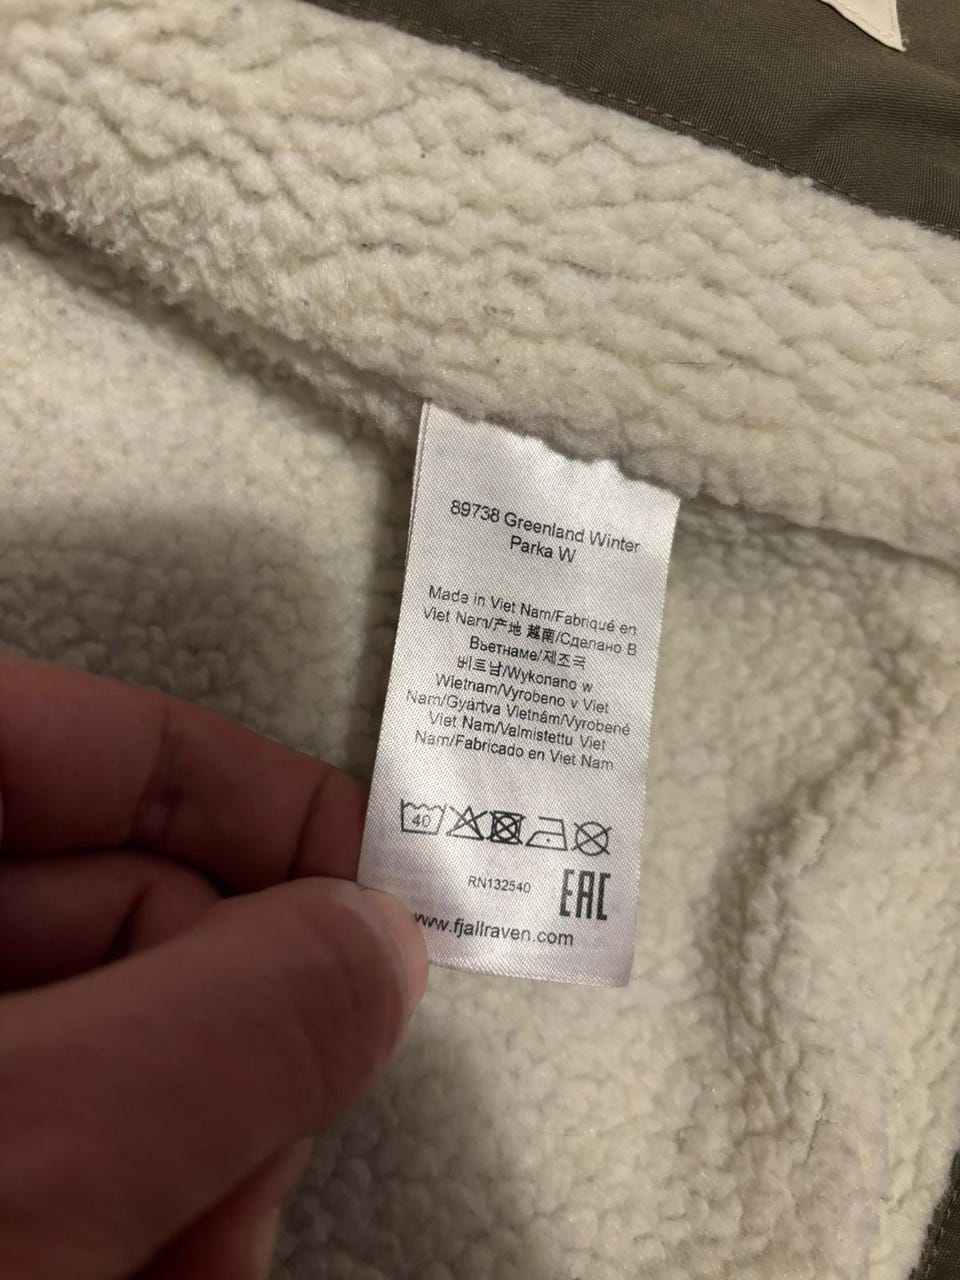 89738 Greenland Winter
Parka W
Made in Viet Nam/Fabriqué en
Viet Nam/产地 越南/Сделано В
Вьетнаме/제조국
베트남/Wykonano w
Wietnam/Vyrobeno v Viet
Nam/Gyártva Vietnám/Vyrobené
Viet Nam/Valmistettu Viet
Nam/Fabricado en Viet Nam
40
RN132540
EAC
www.fjallraven.com